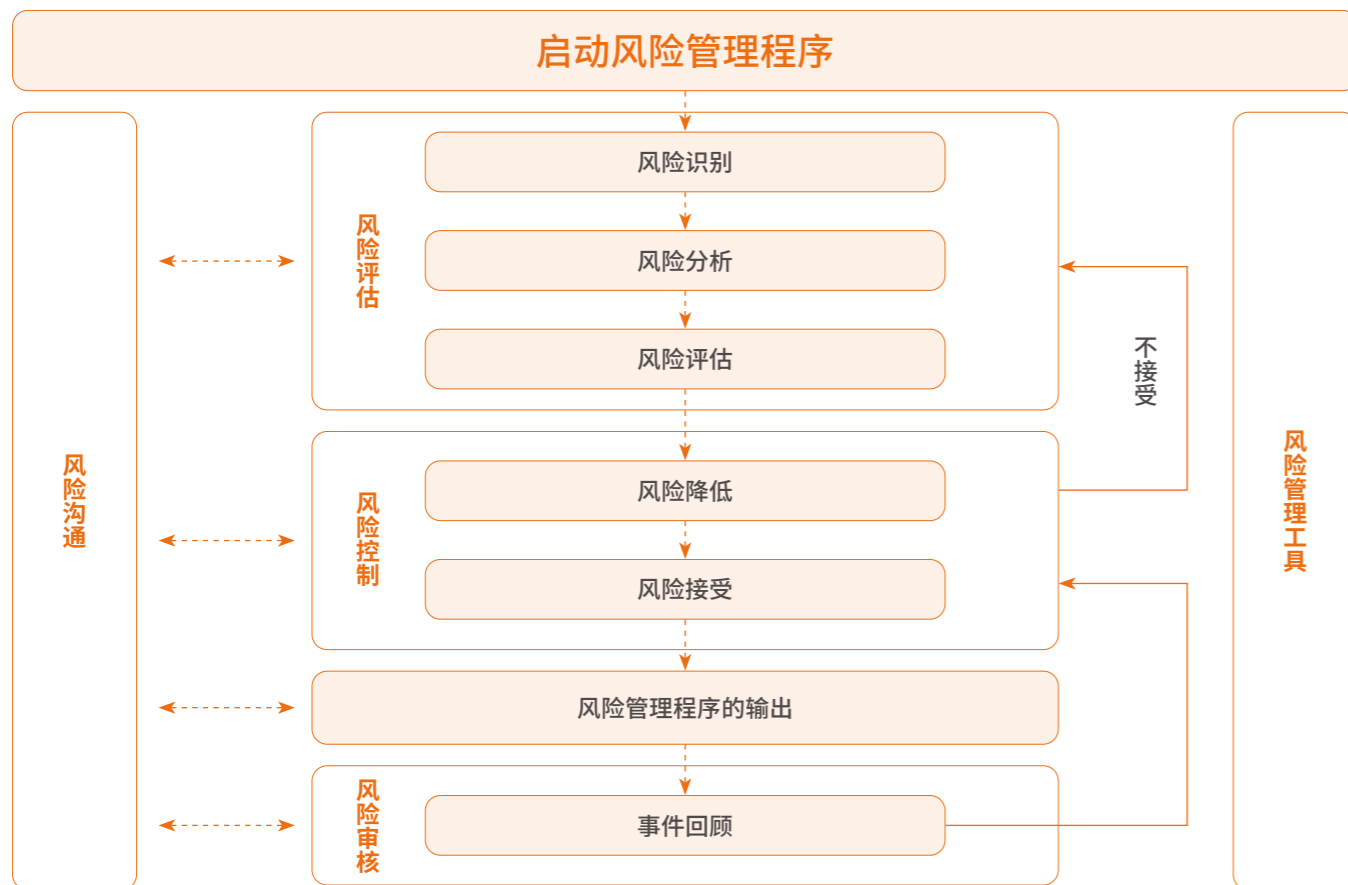 启动风险管理程序
风险沟通
风险评估
风险识别
风险分析
风险评估
不接受
风险控制
风险降低
风险接受
风险管理程序的输出
风险审核
事件回顾
风险管理工具